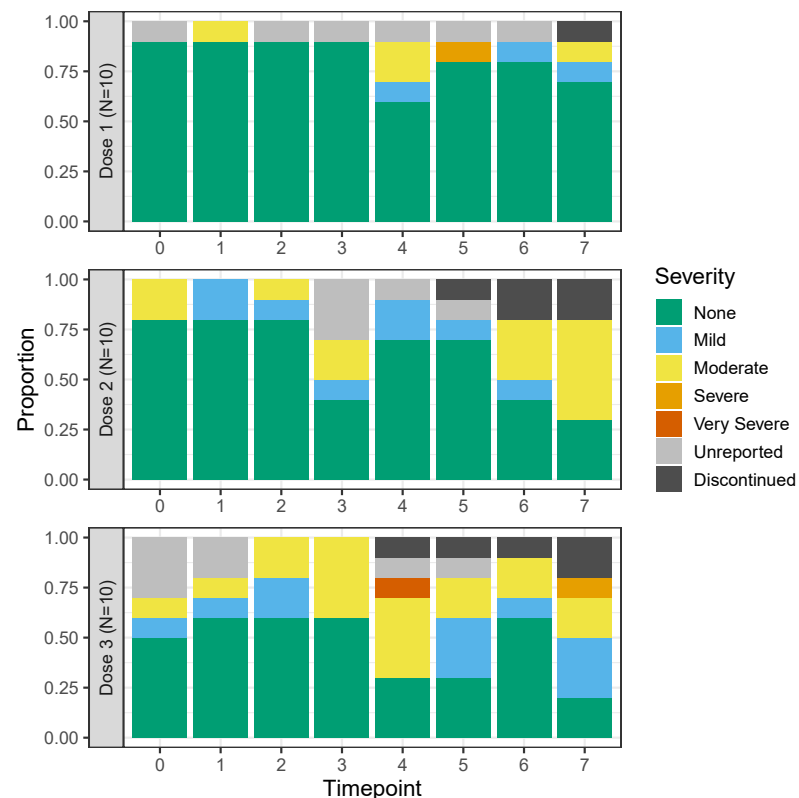 Dose 1 (N=10)
1.00
0.75
0.50
0.25
0.00
0 1 2 3 4 5 6 7
Proportion
Dose 2 (N=10)
1.00
0.75
0.50
0.25
0.00
0 1 2 3 4 5 6 7
Dose 3 (N=10)
1.00
0.75
0.50
0.25
0.00
0 1 2 3 4 5 6 7
Timepoint
Severity
None
Mild
Moderate
Severe
Very Severe
Unreported
Discontinued